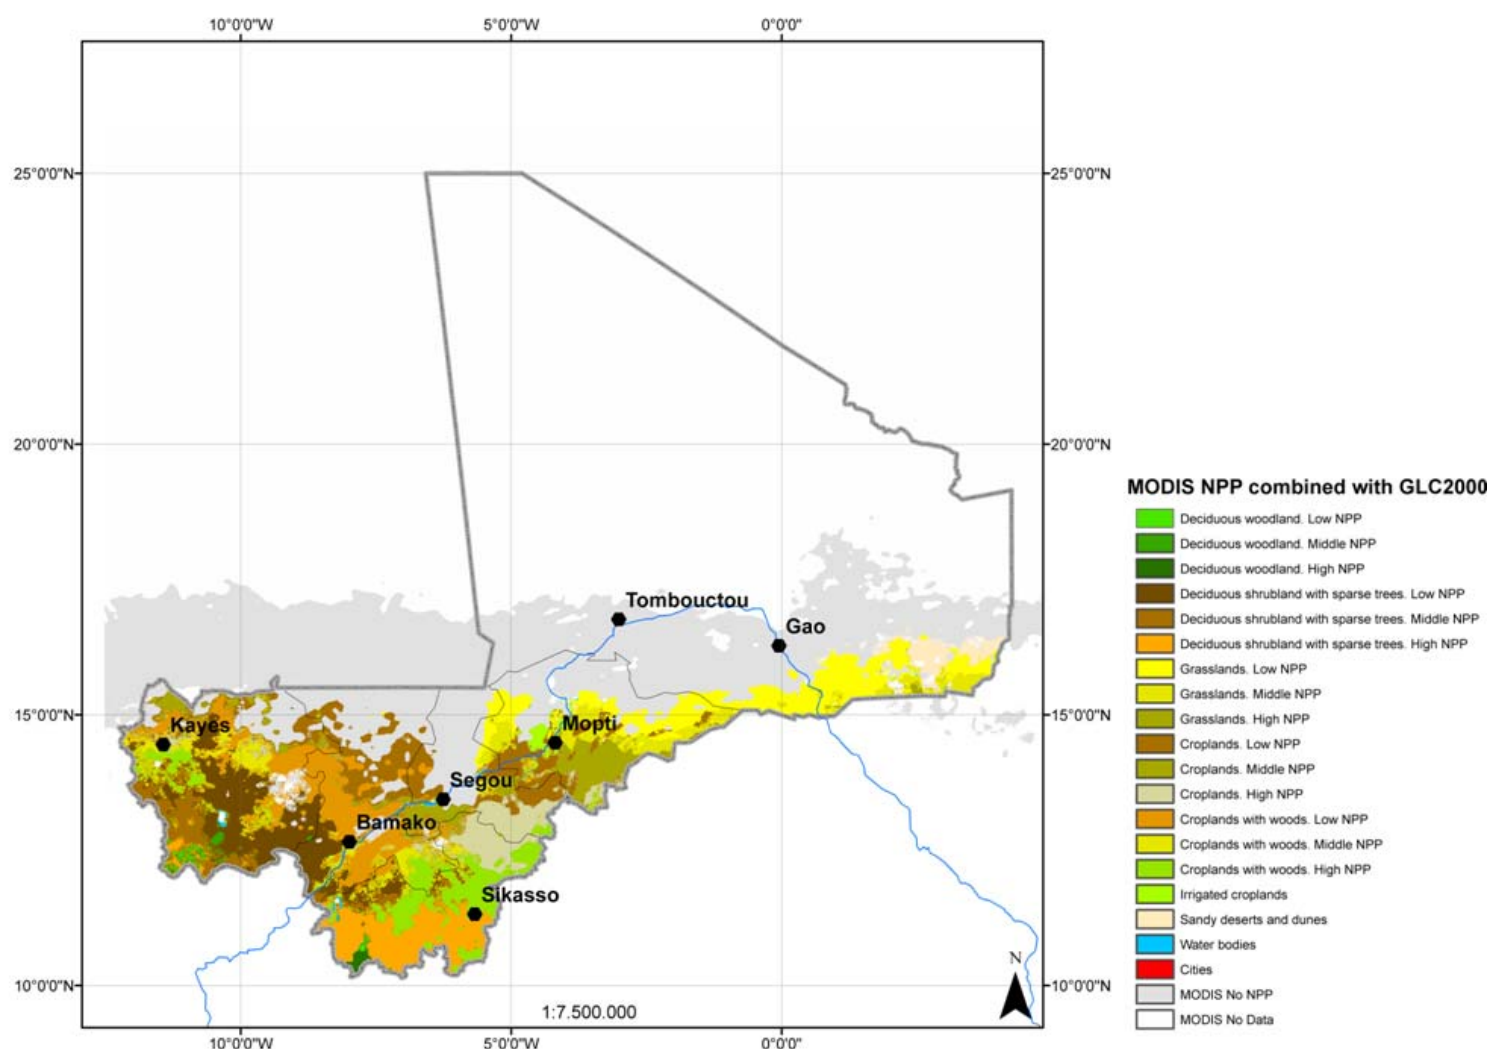 10°0'0"W 5°0'0"W 0°0'0"
25°0'0"N 25°0'0"N
20°0'0"N 20°0'0"N
MODIS NPP combined with GLC2000
Deciduous woodland. Low NPP
Deciduous woodland. Middle NPP
Deciduous woodland. High NPP
Deciduous shrubland with sparse trees. Low NPP
Deciduous shrubland with sparse trees. Middle NPP
Deciduous shrubland with sparse trees. High NPP
Grasslands. Low NPP
Grasslands. Middle NPP
Grasslands. High NPP
Croplands. Low NPP
Croplands. Middle NPP
Croplands. High NPP
Croplands with woods. Low NPP
Croplands with woods. Middle NPP
Croplands with woods. High NPP
Irrigated croplands
Sandy deserts and dunes
Water bodies
Cities
MODIS No NPP
MODIS No Data
Tombouctou
Gao
15°0'0"N 15°0'0"N
Kayes
Mopti
Segou
Bamako
Sikasso
N
10°0'0"N 10°0'0"N
1:7.500.000
10°0'0"W 5°0'0"W 0°0'0"